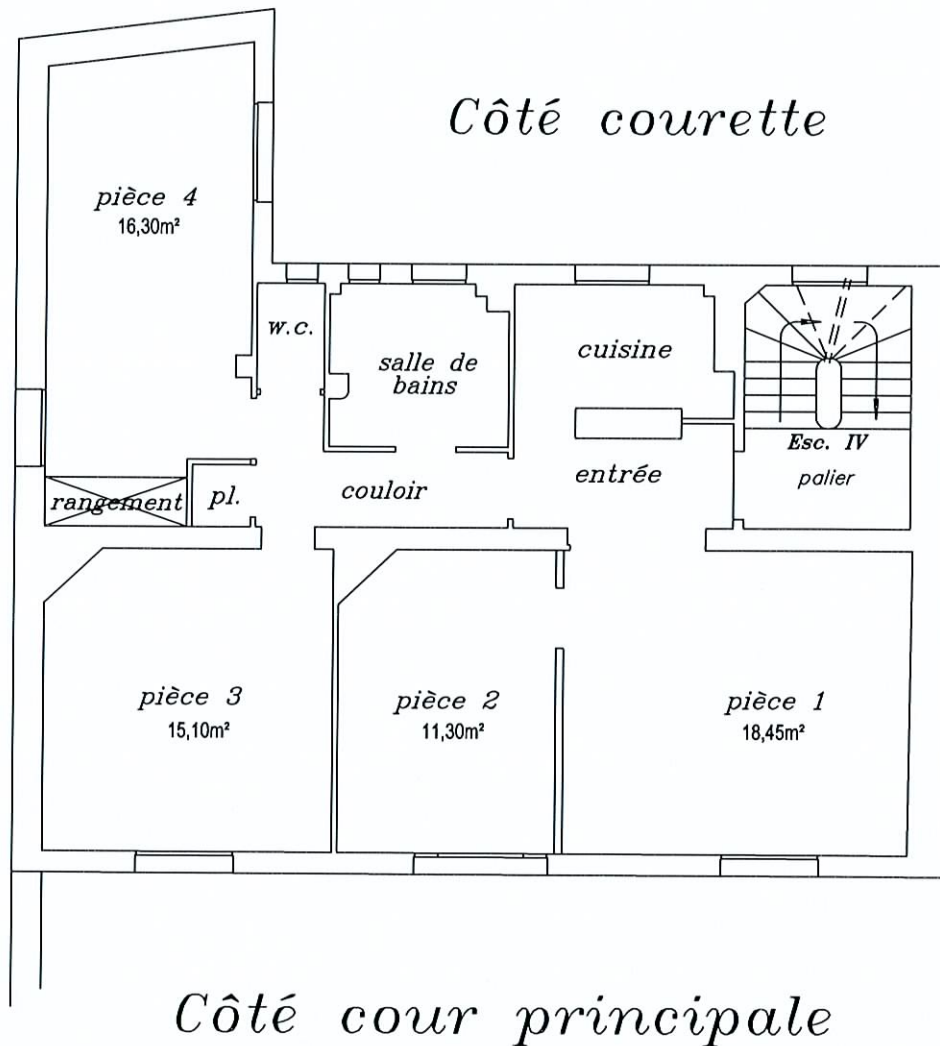 Côté courette
pièce 4
16,30m²
w.c.
salle de
bains
cuisine
Esc. IV
palier
entrée
couloir
rangement
pl.
pièce 3
15,10m²
pièce 2
11,30m²
pièce 1
18,45m²
Côté cour principale